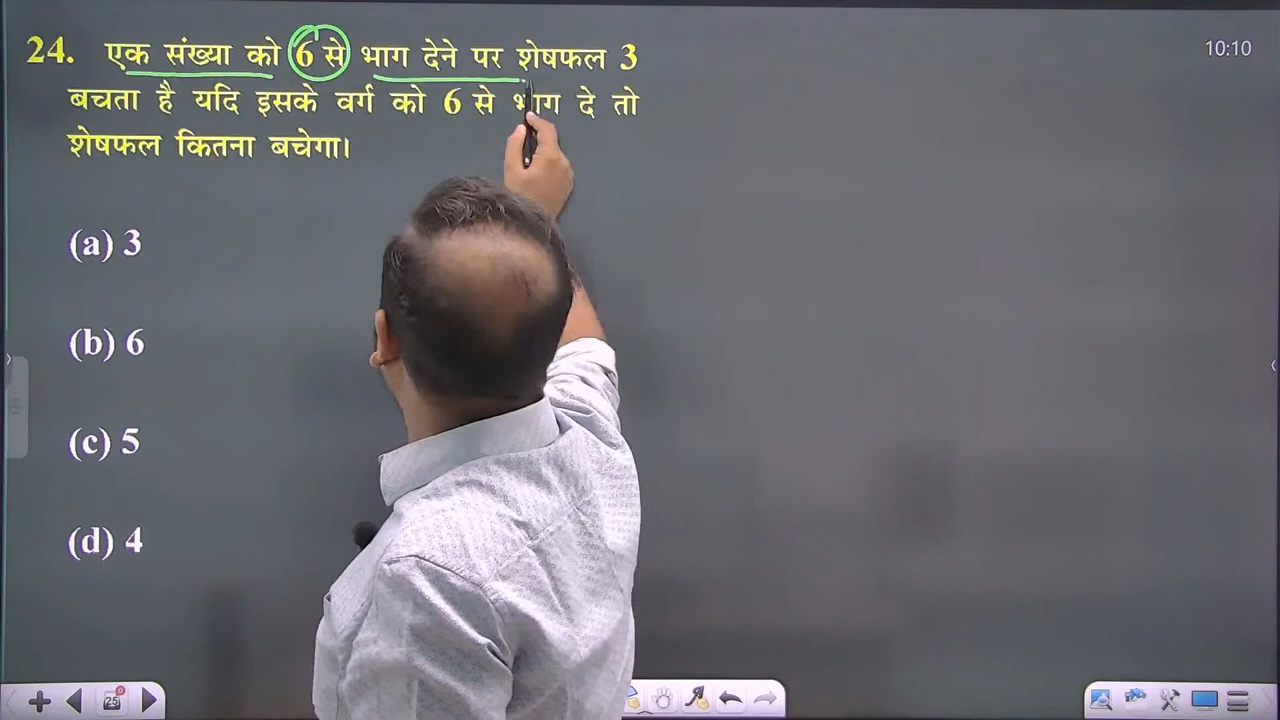 24. एक संख्या को 6 से भाग देने पर शेषफल 3
बचता है यदि इसके वर्ग को 6 से भाग दे तो
शेषफल कितना बचेगा।
(a) 3
(b) 6
(c) 5
(d) 4
10:10
25